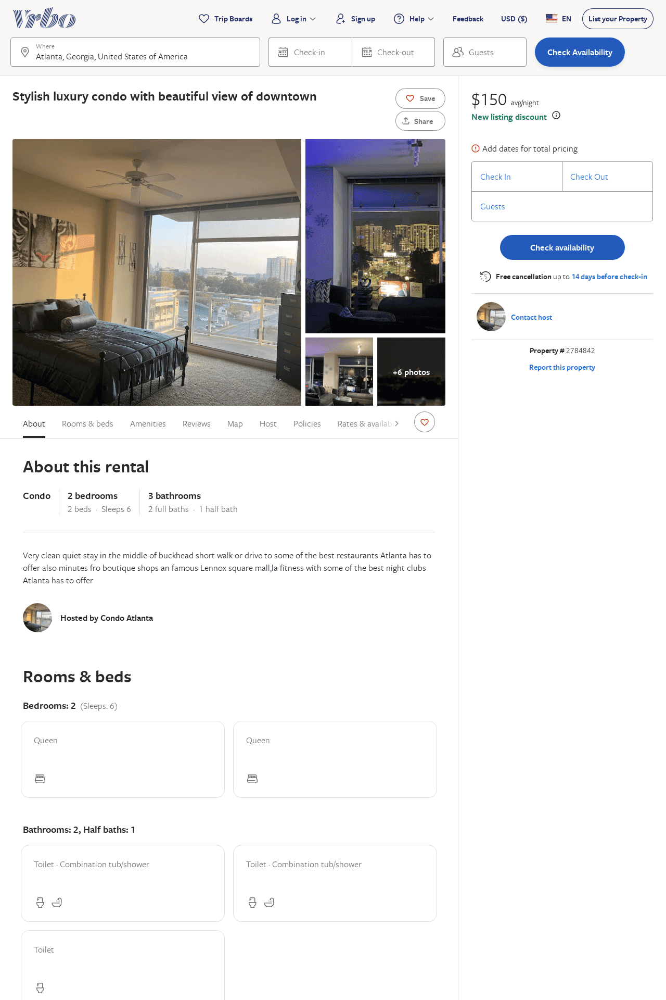 Vrbo
Trip Boards
Log in
Sign up
Help
Feedback
USD ($)
EN
List your Property
Where
Atlanta, Georgia, United States of America
Check-in
Check-out
Guests
Check Availability
Stylish luxury condo with beautiful view of downtown
Save
Share
+6 photos
$150 avg/night
New listing discount
Add dates for total pricing
Check In
Check Out
Guests
Check availability
Free cancellation up to 14 days before check-in
Contact host
Property # 2784842
Report this property
About
Rooms & beds
Amenities
Reviews
Map
Host
Policies
Rates & availab
About this rental
Condo
2 bedrooms
2 beds · Sleeps 6
3 bathrooms
2 full baths · 1 half bath
Very clean quiet stay in the middle of buckhead short walk or drive to some of the best restaurants Atlanta has to
offer also minutes fro boutique shops an famous Lennox square mall,la fitness with some of the best night clubs
Atlanta has to offer
Hosted by Condo Atlanta
Rooms & beds
Bedrooms: 2 (Sleeps: 6)
Queen
Queen
Bathrooms: 2, Half baths: 1
Toilet · Combination tub/shower
Toilet · Combination tub/shower
Toilet